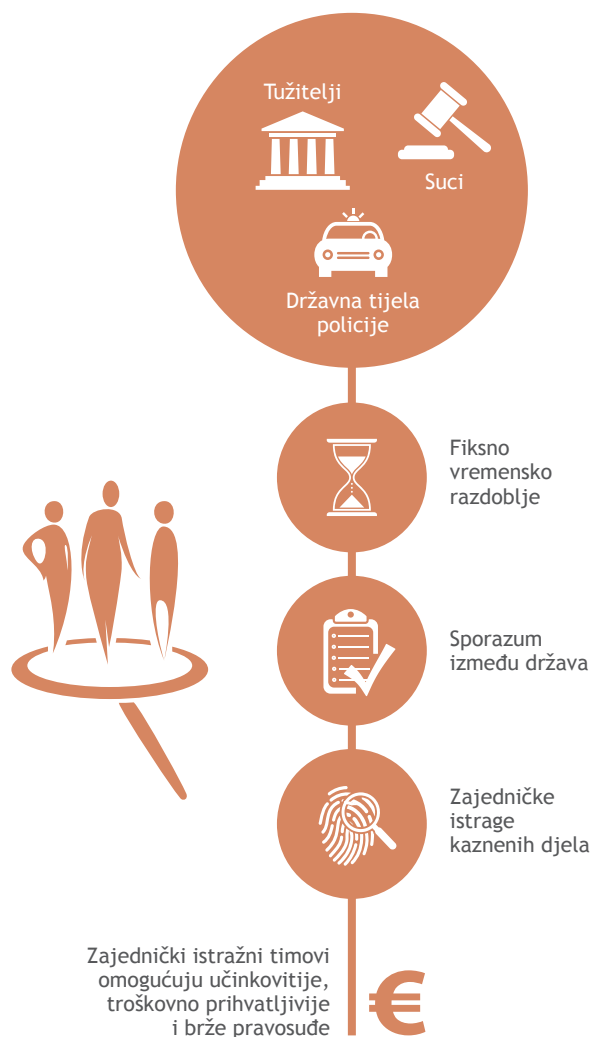 Tužitelji
Suci
Državna tijela
policije
Fiksno
vremensko
razdoblje
Sporazum
između država
Zajedničke
istrage
kaznenih djela
Zajednički istražni timovi
omogućuju učinkovitije,
troškovno prihvatljivije
i brže pravosuđe
€